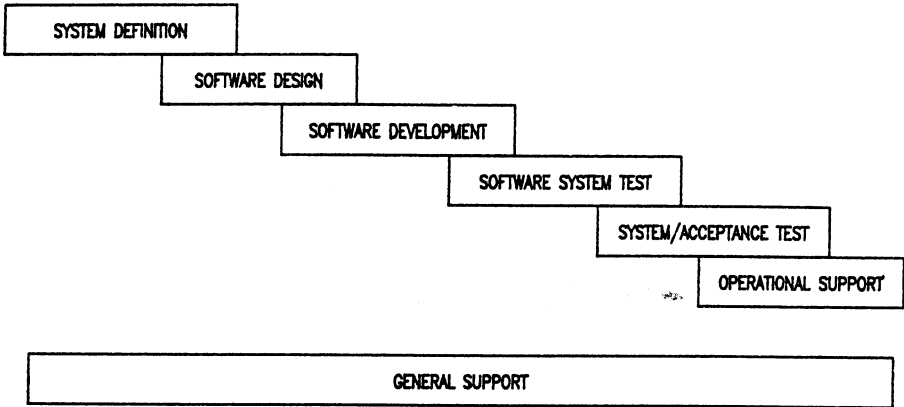 SYSTEM DEFINITION
SOFTWARE DESIGN
SOFTWARE DEVELOPMENT
SOFTWARE SYSTEM TEST
SYSTEM/ACCEPTANCE TEST
OPERATIONAL SUPPORT
GENERAL SUPPORT